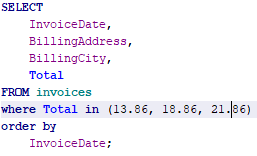 SELECT
InvoiceDate,
BillingAddress,
BillingCity,
Total
FROM invoices
where Total in (13.86, 18.86, 21.86)
order by
InvoiceDate;